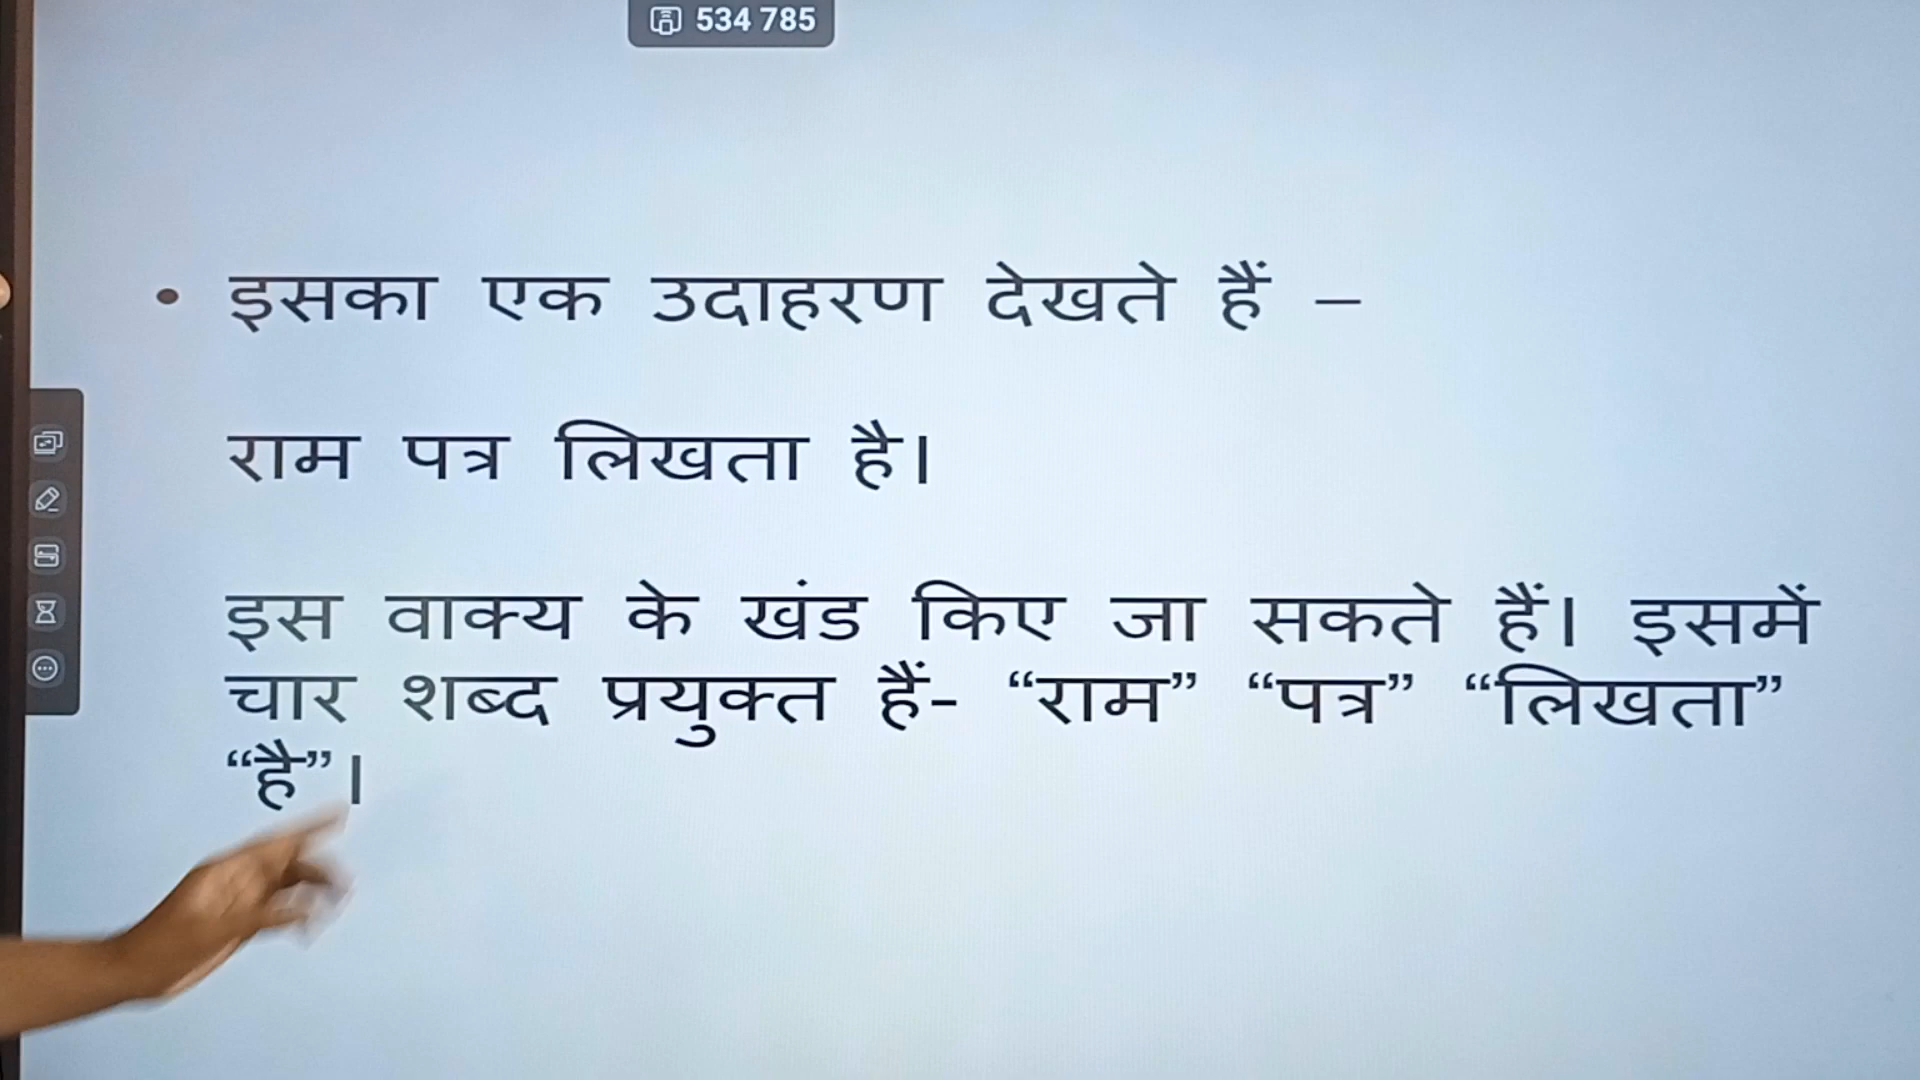 534 785
• इसका एक उदाहरण देखते हैं –
राम पत्र लिखता है।
इस वाक्य के खंड किए जा सकते हैं। इसमें
चार शब्द प्रयुक्त हैं- “राम” “पत्र” “लिखता”
“है”।